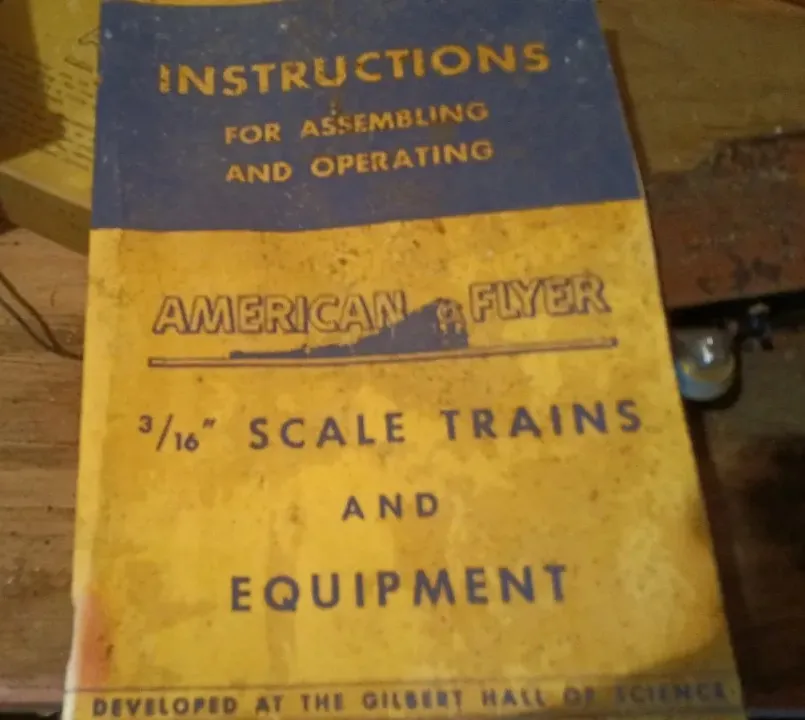 INSTRUCTIONS
FOR ASSEMBLING
AND OPERATING
AMERICAN FLYER
3/16" SCALE TRAINS
AND
EQUIPMENT
DEVELOPED AT THE GILBERT HALL OF SCIENCE